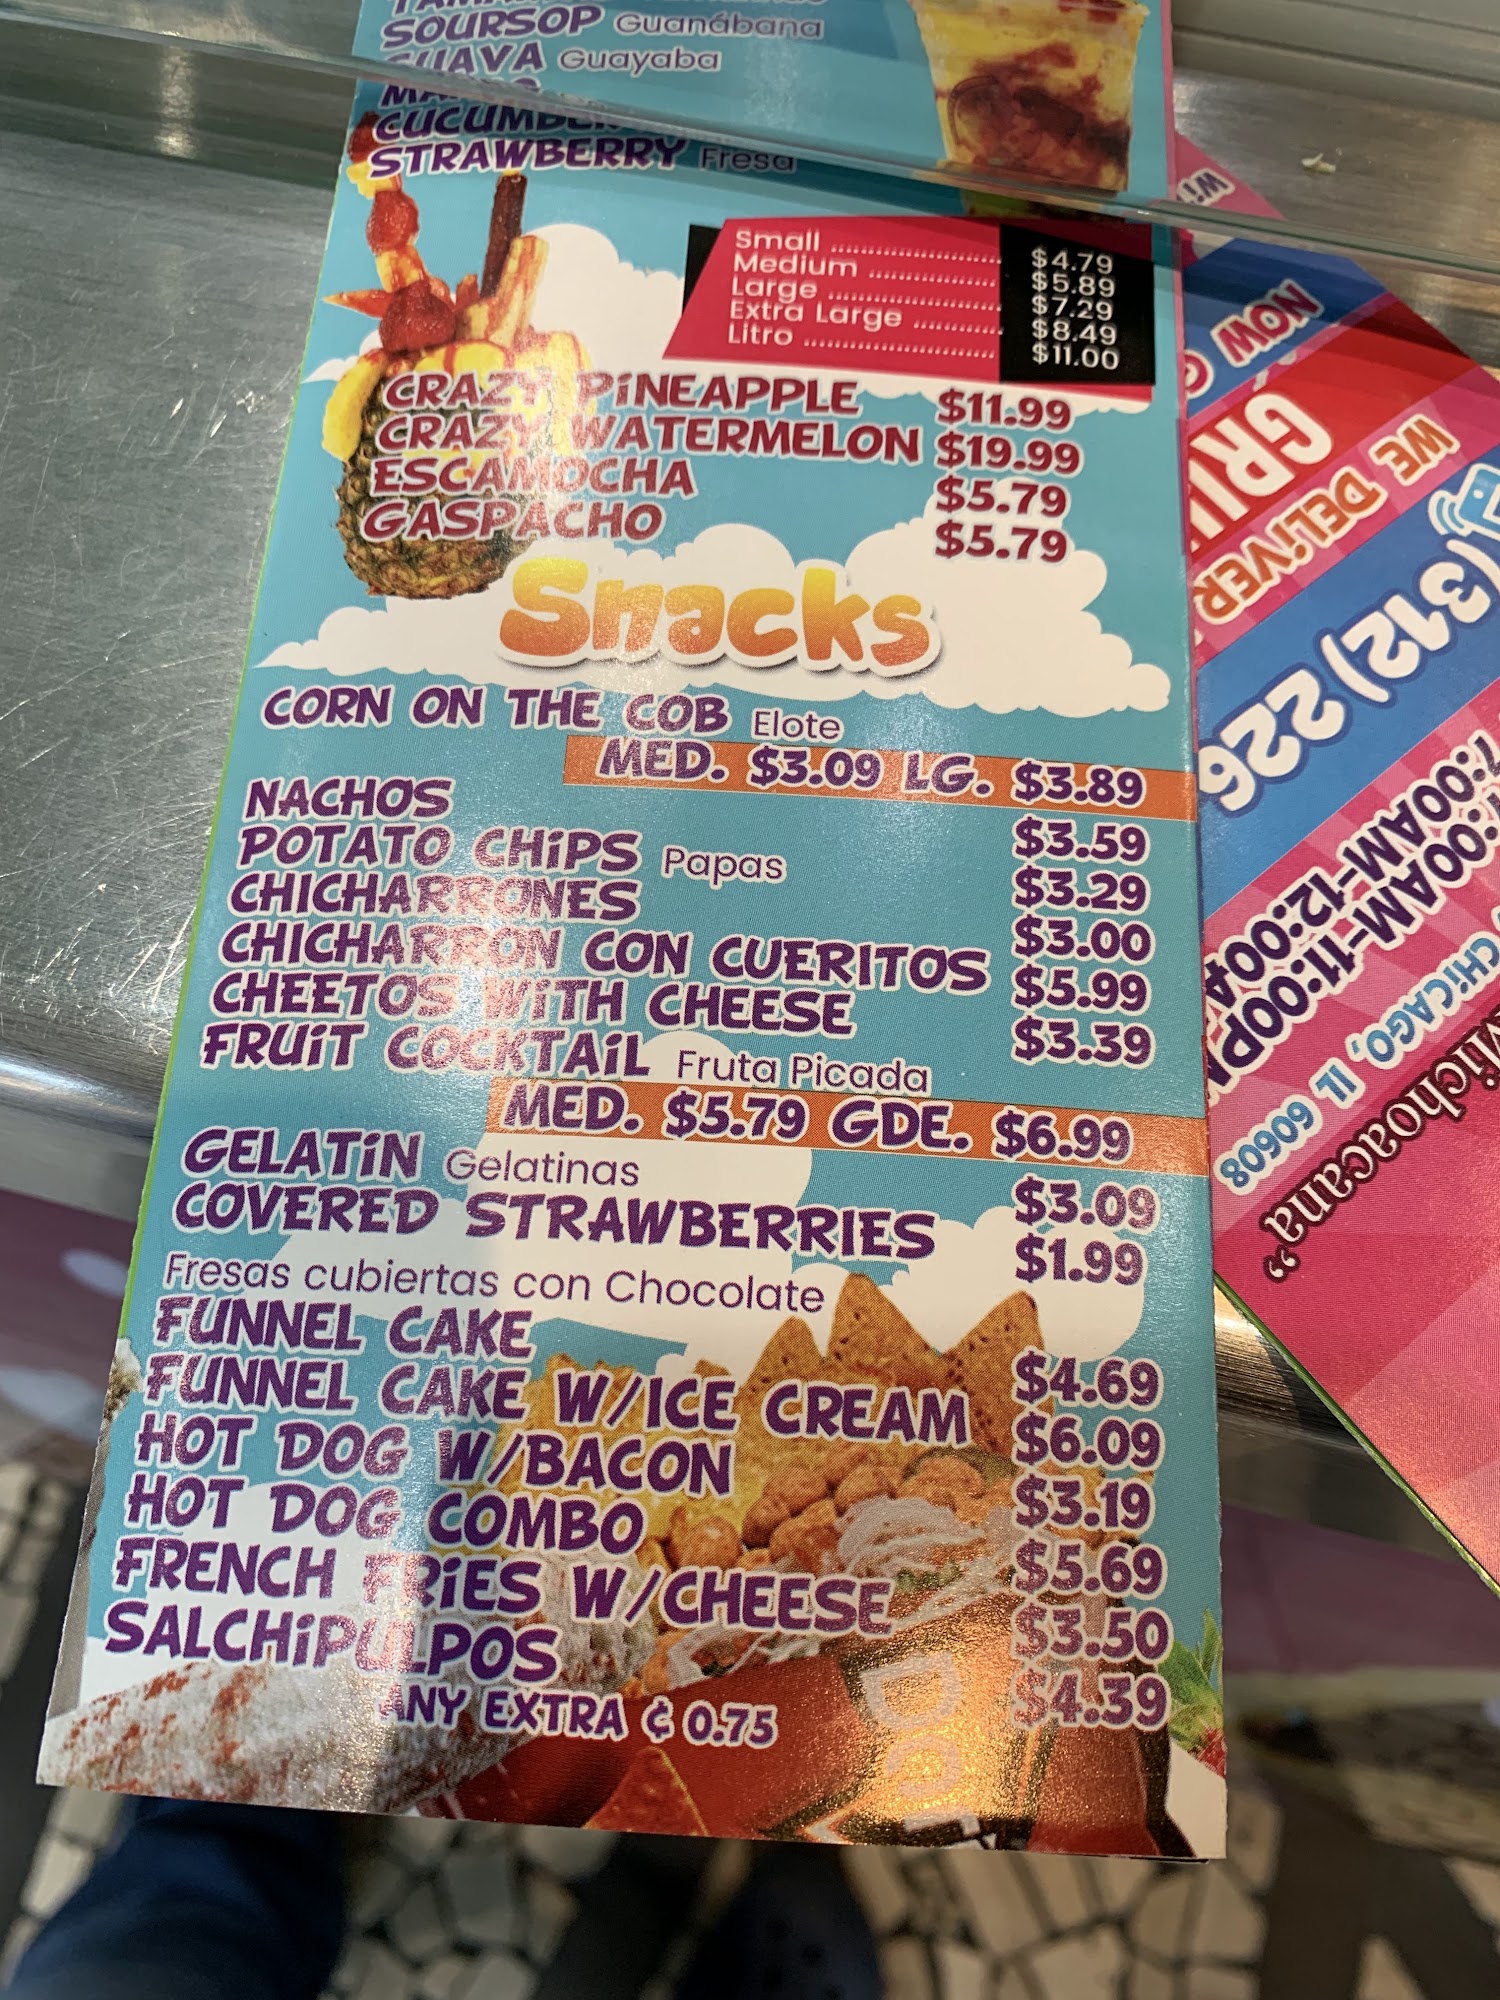 SOURSOP Guanábana
GUAVA Guayaba
STRAWBERRY Fresa
Small $4.79
Medium $5.89
Large $7.29
Extra Large $8.49
Litro $11.00
CRAZY PINEAPPLE $11.99
CRAZY WATERMELON $19.99
ESCAMOCHA $5.79
GASPACHO $5.79
Snacks
CORN ON THE COB Elote
MED. $3.09 LG. $3.89
NACHOS $3.59
POTATO CHIPS Papas $3.29
CHICHARRONES $3.00
CHICHARRON CON CUERITOS $5.99
CHEETOS WITH CHEESE $3.39
FRUIT COCKTAIL Fruta Picada
MED. $5.79 GDE. $6.99
GELATIN Gelatinas $3.09
COVERED STRAWBERRIES $1.99
Fresas cubiertas con Chocolate
FUNNEL CAKE $4.69
FUNNEL CAKE W/ICE CREAM $6.09
HOT DOG W/BACON $3.19
HOT DOG COMBO $5.69
FRENCH FRIES W/CHEESE $3.50
SALCHIPULPOS $4.39
ANY EXTRA ¢ 0.75
NOW
WE DELIVER
(312) 226
7:00AM-11:00PM
7:00AM-12:00A
CHICAGO, IL 60608
Michoacana"